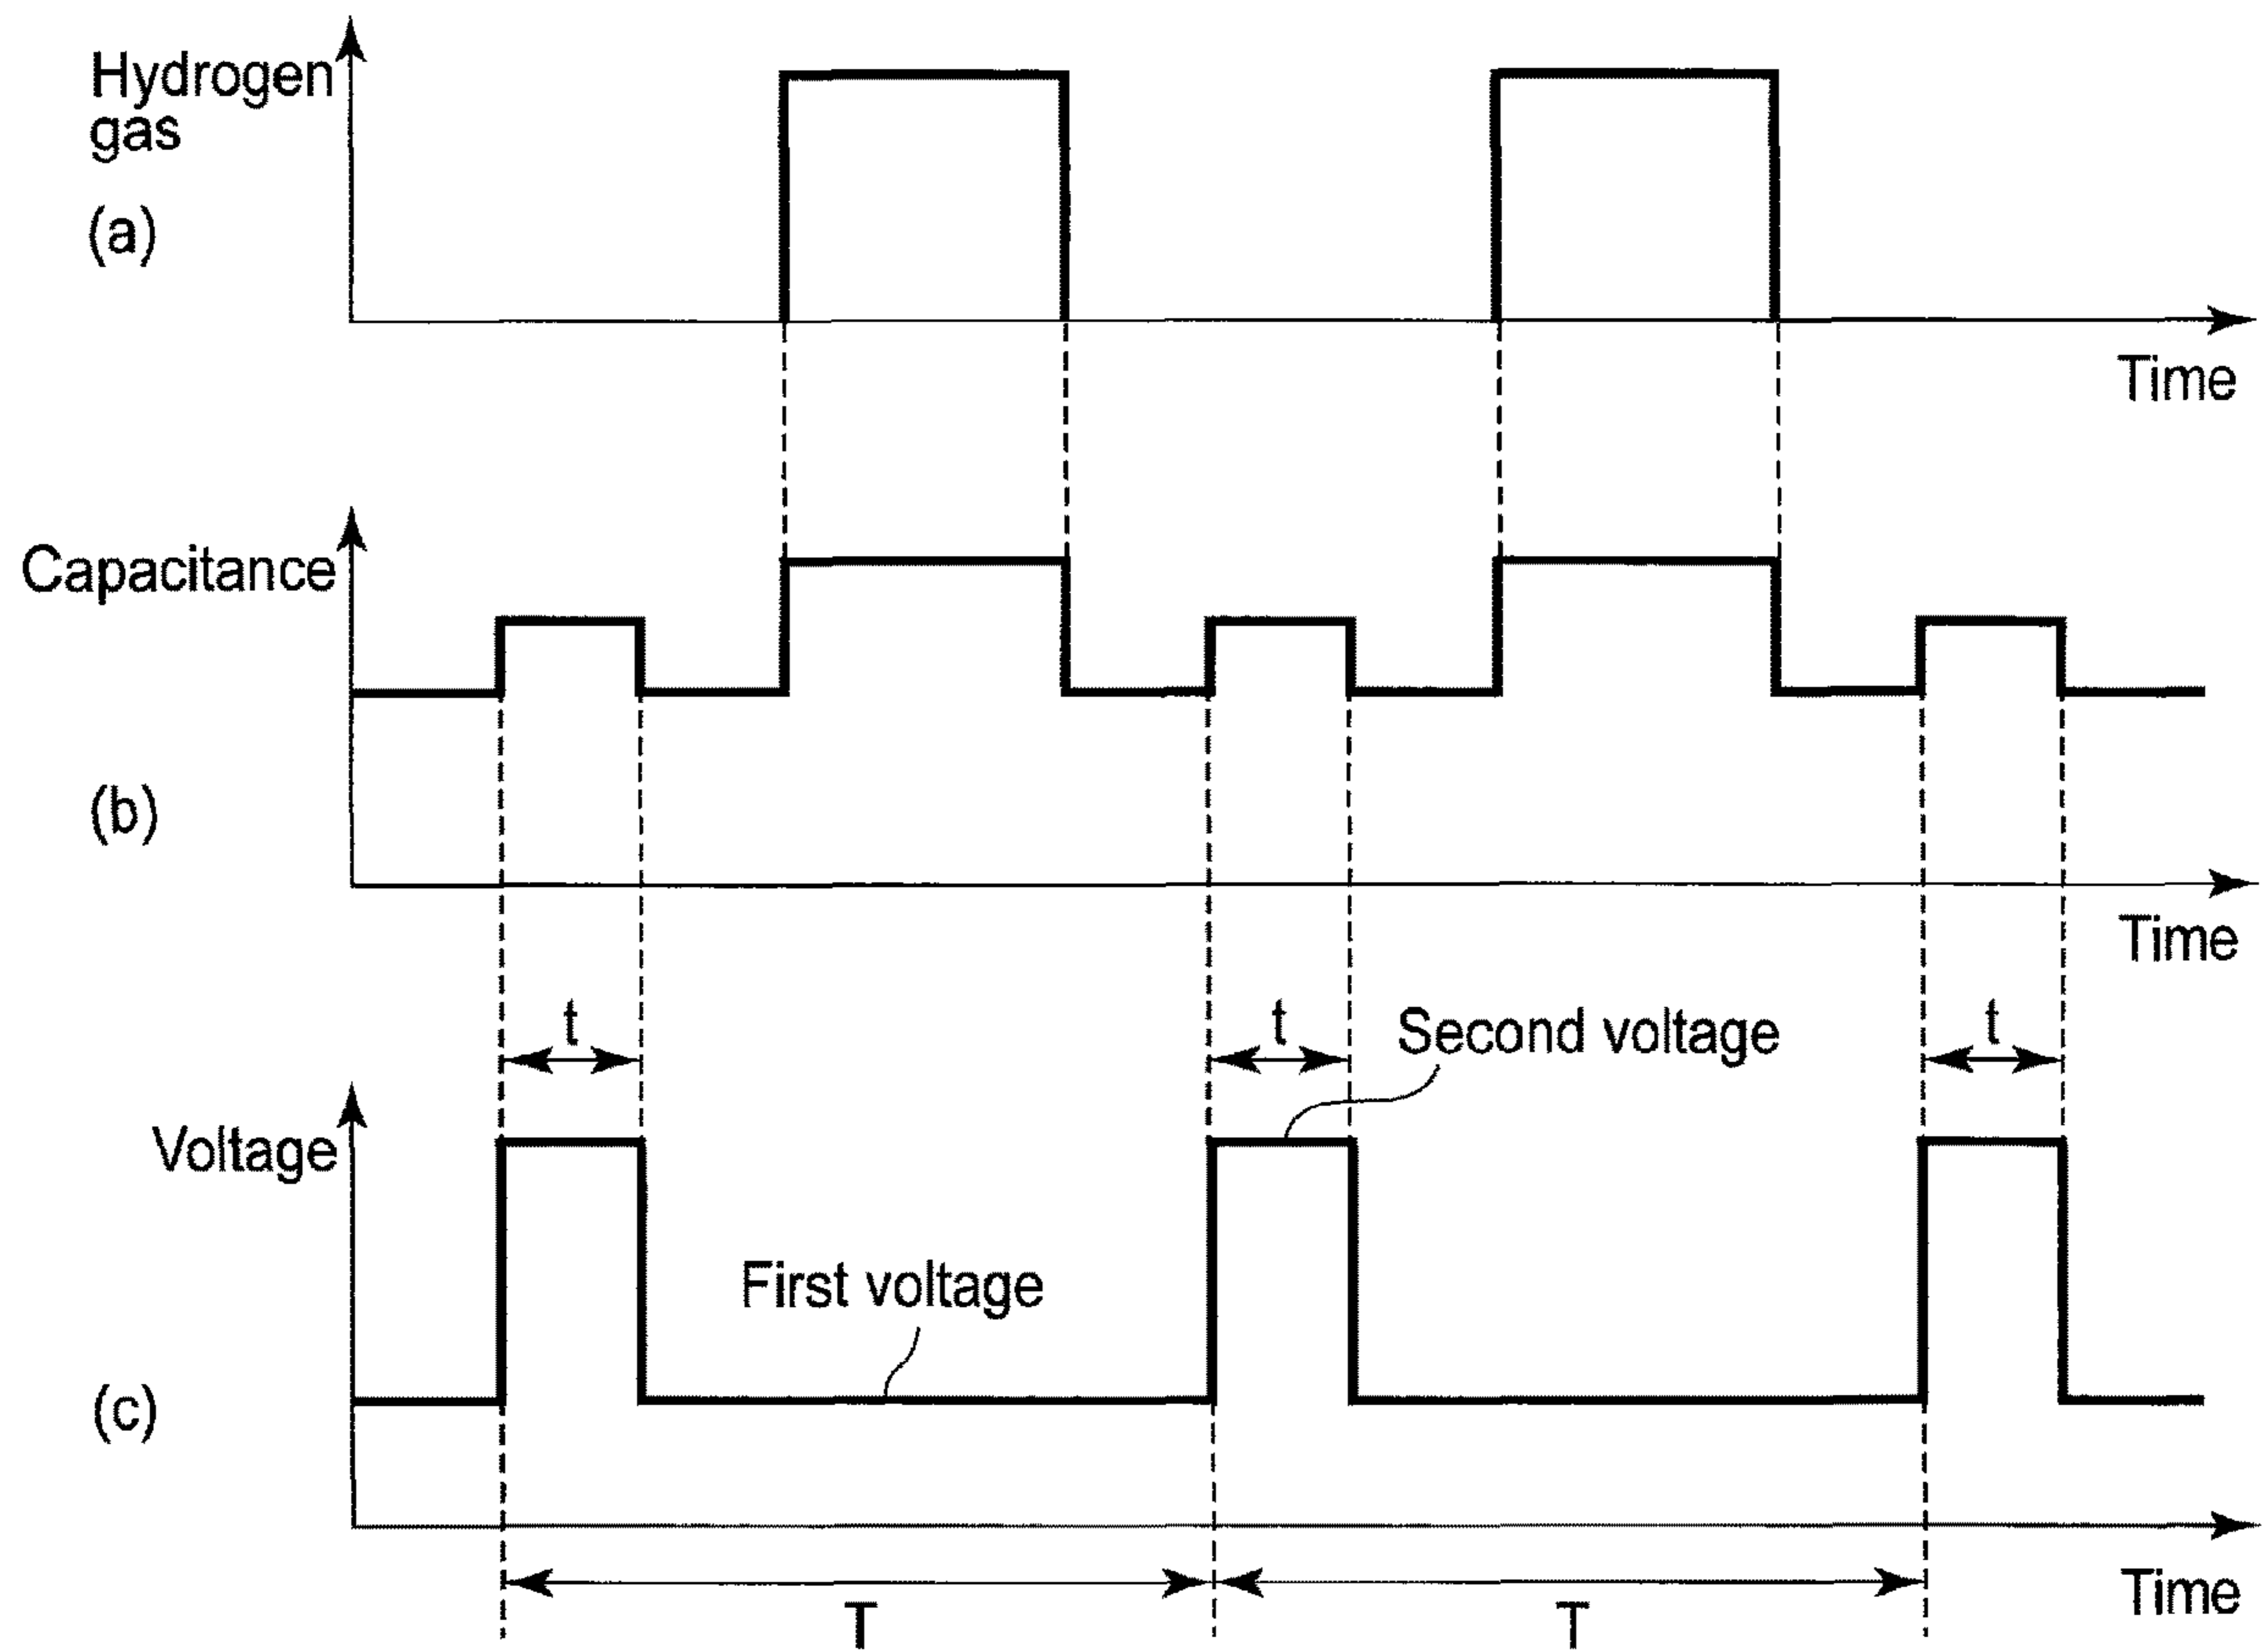 Hydrogen
gas
(a)
Time
Capacitance
(b)
Time
t
t
Second voltage
t
Voltage
First voltage
(c)
Time
T
T